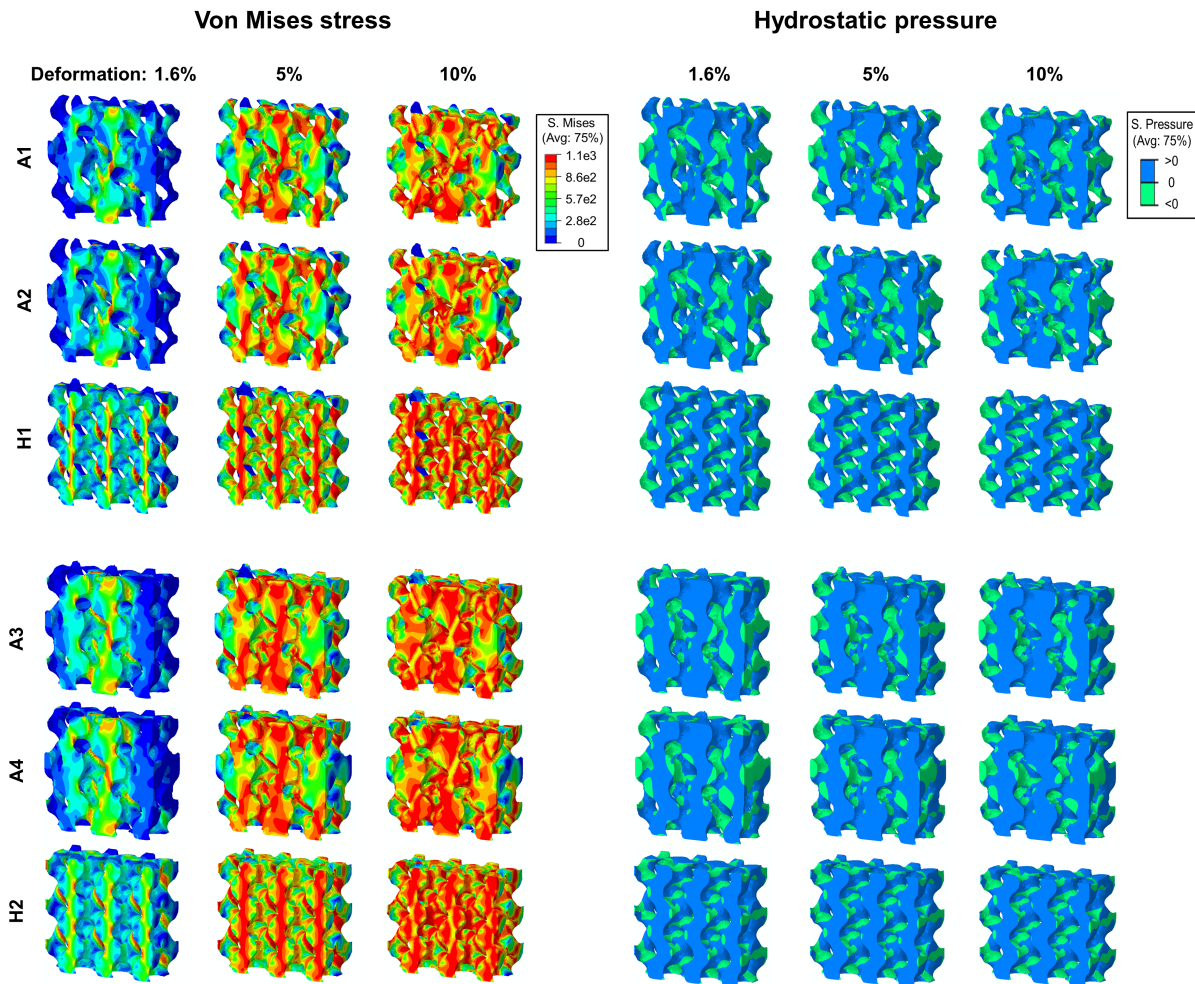 Von Mises stress
Hydrostatic pressure
Deformation: 1.6% 5% 10%
1.6% 5% 10%
A1
S. Mises
(Avg: 75%)
1.1e3
8.6e2
5.7e2
2.8e2
0
S. Pressure
(Avg: 75%)
>0
0
<0
A2
H1
A3
A4
H2